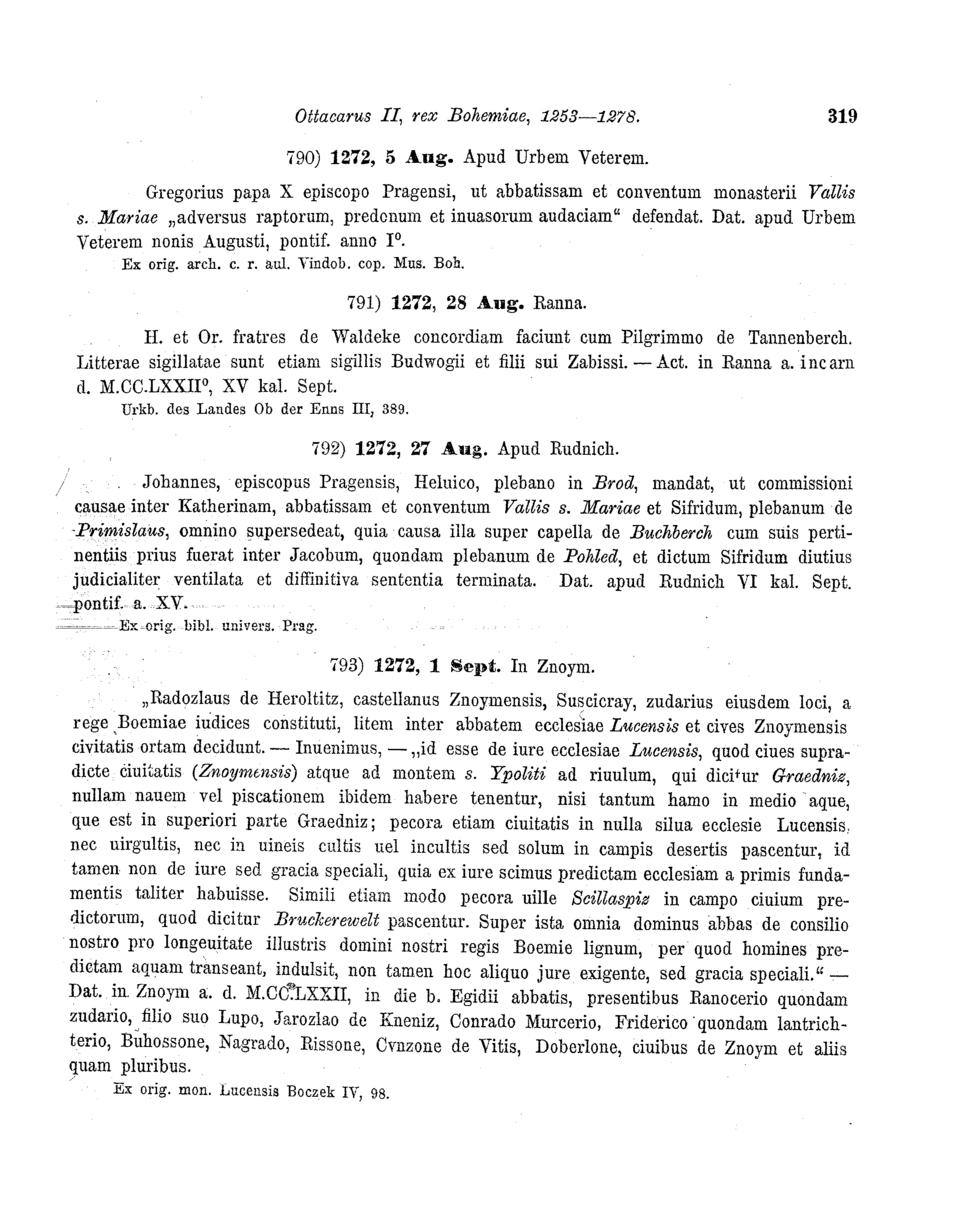 Ottacarus II, rex Bohemiae, 1253—1278. 319
790) 1272, 5 Aug. Apud Urbem Veterem.
Gregorius papa X episcopo Pragensi, ut abbatissam et conventum monasterii Vallis
s. Mariae „adversus raptorum, predonum et inuasorum audaciam“ defendat. Dat. apud Urbem
Veterem nonis Augusti, pontif. anno Iº.
Ex orig. arch. c. r. aul. Vindob. cop. Mus. Boh.
791) 1272, 28 Aug. Ranna.
H. et Or. fratres de Waldeke concordiam faciunt cum Pilgrimmo de Tannenberch.
Litterae sigillatae sunt etiam sigillis Budwogii et filii sui Zabissi. — Act. in Ranna a. incarn
d. M.CC.LXXIIº, XV kal. Sept.
Urkb. des Landes Ob der Enns III, 389.
792) 1272, 27 Aug. Apud Rudnich.
Johannes, episcopus Pragensis, Heluico, plebano in Brod, mandat, ut commissioni
causae inter Katherinam, abbatissam et conventum Vallis s. Mariae et Sifridum, plebanum de
Primislaus, omnino supersedeat, quia causa illa super capella de Buchberch cum suis perti-
nentiis prius fuerat inter Jacobum, quondam plebanum de Pohled, et dictum Sifridum diutius
judicialiter ventilata et diffinitiva sententia terminata. Dat. apud Rudnich VI kal. Sept.
pontif. a. XV.
Ex orig. bibl. univers. Prag.
793) 1272, 1 Sept. In Znoym.
„Radozlaus de Heroltitz, castellanus Znoymensis, Suscicray, zudarius eiusdem loci, a
rege Boemiae iudices constituti, litem inter abbatem ecclesiae Lucensis et cives Znoymensis
civitatis ortam decidunt. — Inuenimus, — „id esse de iure ecclesiae Lucensis, quod ciues supra-
dicte ciuitatis (Znoymensis) atque ad montem s. Ypoliti ad riuulum, qui dicitur Graedniz,
nullam nauem vel piscationem ibidem habere tenentur, nisi tantum hamo in medio aque,
que est in superiori parte Graedniz; pecora etiam ciuitatis in nulla silua ecclesie Lucensis,
nec uirgultis, nec in uineis cultis uel incultis sed solum in campis desertis pascentur, id
tamen non de iure sed gracia speciali, quia ex iure scimus predictam ecclesiam a primis funda-
mentis taliter habuisse. Simili etiam modo pecora uille Scillaspiz in campo ciuium pre-
dictorum, quod dicitur Bruckerewelt pascentur. Super ista omnia dominus abbas de consilio
nostro pro longeuitate illustris domini nostri regis Boemie lignum, per quod homines pre-
dictam aquam transeant, indulsit, non tamen hoc aliquo jure exigente, sed gracia speciali.“ —
Dat. in Znoym a. d. M.CC.LXXII, in die b. Egidii abbatis, presentibus Ranocerio quondam
zudario, filio suo Lupo, Jarozlao de Kneniz, Conrado Murcerio, Friderico quondam lantrich-
terio, Buhossone, Nagrado, Rissone, Cvnzone de Vitis, Doberlone, ciuibus de Znoym et aliis
quam pluribus.
Ex orig. mon. Lucensis Boczek IV, 98.